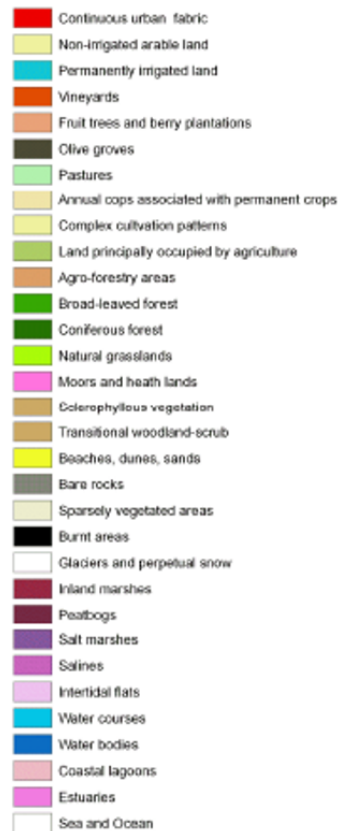 Continuous urban fabric
Non-irrigated arable land
Permanently irrigated land
Vineyards
Fruit trees and berry plantations
Olive groves
Pastures
Annual cops associated with permanent crops
Complex cultvation patterns
Land principally occupied by agriculture
Agro-forestry areas
Broad-leaved forest
Coniferous forest
Natural grasslands
Moors and heath lands
Sclerophyllous vegetation
Transitional woodland-scrub
Beaches, dunes, sands
Bare rocks
Sparsely vegetated areas
Burnt areas
Glaciers and perpetual snow
Inland marshes
Peatbogs
Salt marshes
Salines
Intertidal flats
Water courses
Water bodies
Coastal lagoons
Estuaries
Sea and Ocean